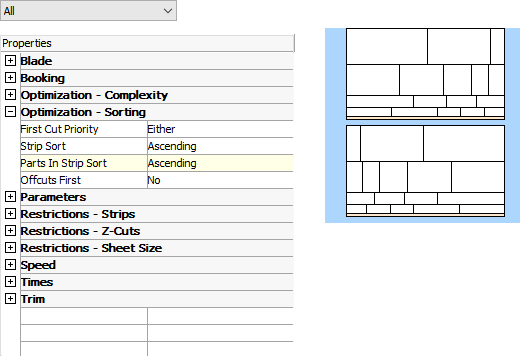 All
Properties
Blade
Booking
Optimization - Complexity
Optimization - Sorting
First Cut Priority Either
Strip Sort Ascending
Parts In Strip Sort Ascending
Offcuts First No
Parameters
Restrictions - Strips
Restrictions - Z-Cuts
Restrictions - Sheet Size
Speed
Times
Trim